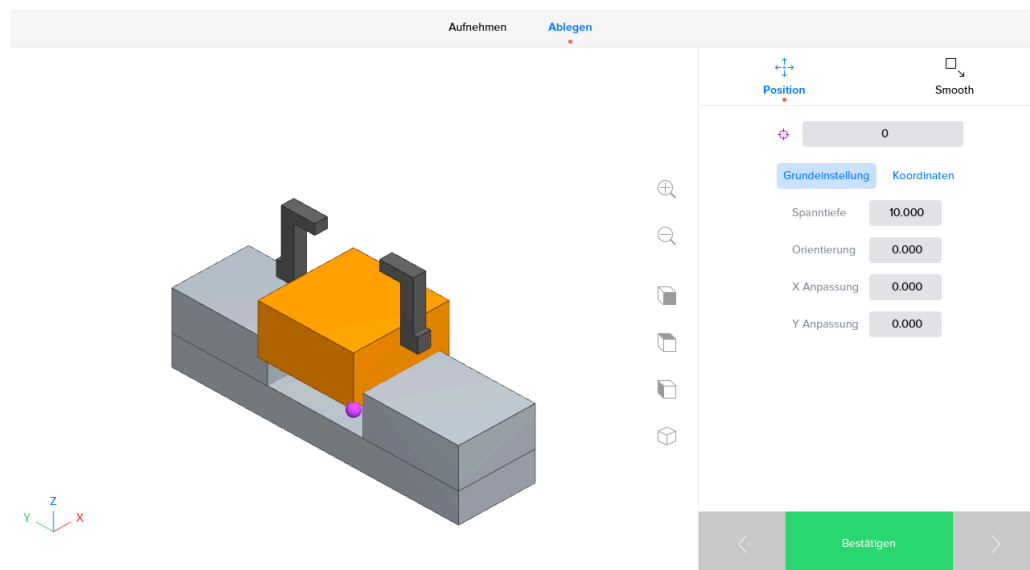 Aufnehmen Ablegen
Position Smooth
0
Grundeinstellung Koordinaten
Spanntiefe 10.000
Orientierung 0.000
X Anpassung 0.000
Y Anpassung 0.000
Z
Y X
Bestätigen